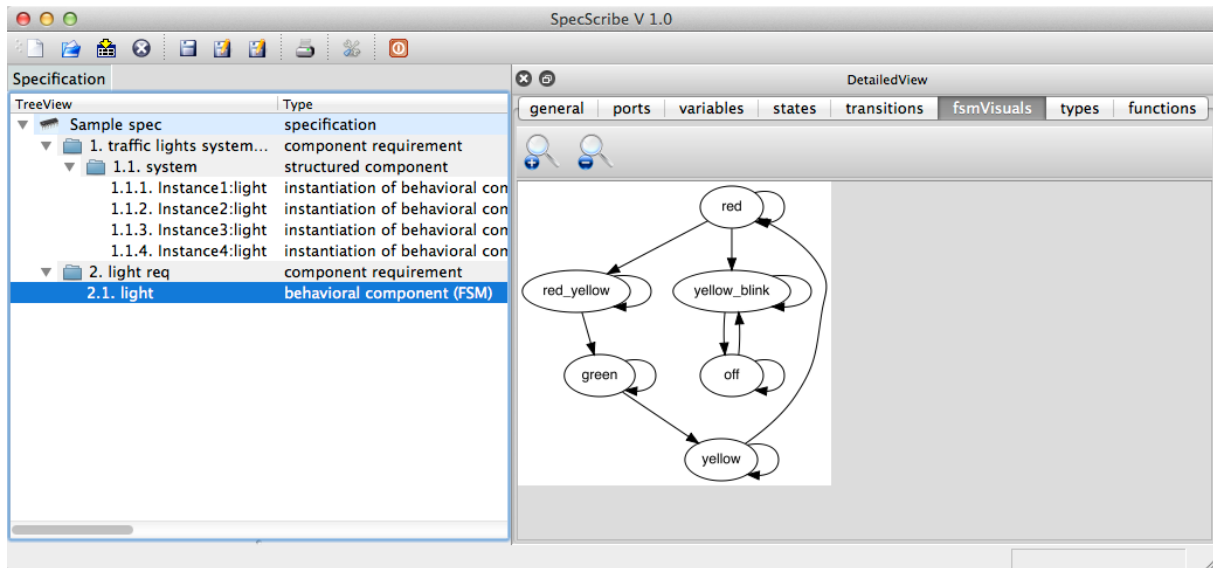 SpecScribe V 1.0
Specification
TreeView Type
Sample spec specification
1. traffic lights system... component requirement
1.1. system structured component
1.1.1. Instance1:light instantiation of behavioral con
1.1.2. Instance2:light instantiation of behavioral con
1.1.3. Instance3:light instantiation of behavioral con
1.1.4. Instance4:light instantiation of behavioral con
2. light req component requirement
2.1. light behavioral component (FSM)
DetailedView
general ports variables states transitions fsmVisuals types functions
red
red_yellow yellow_blink
green off
yellow